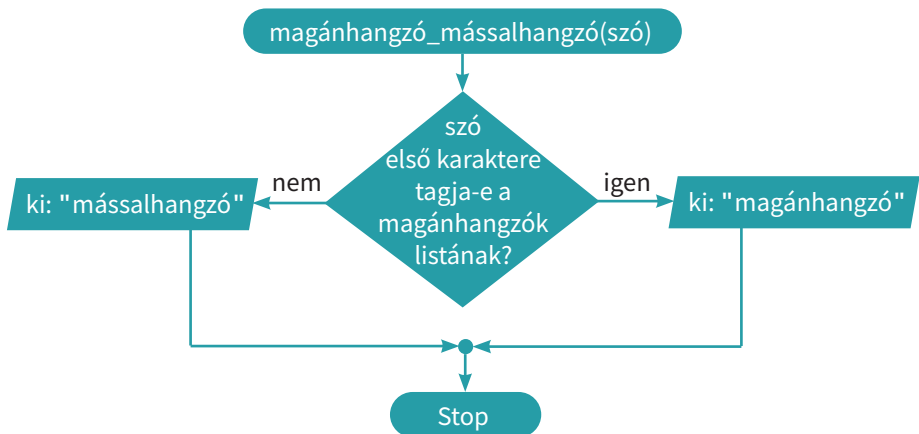 magánhangzó_mássalhangzó(szó)
szó
első karaktere
tagja-e a
magánhangzók
listának?
nem
igen
ki: "mássalhangzó"
ki: "magánhangzó"
Stop